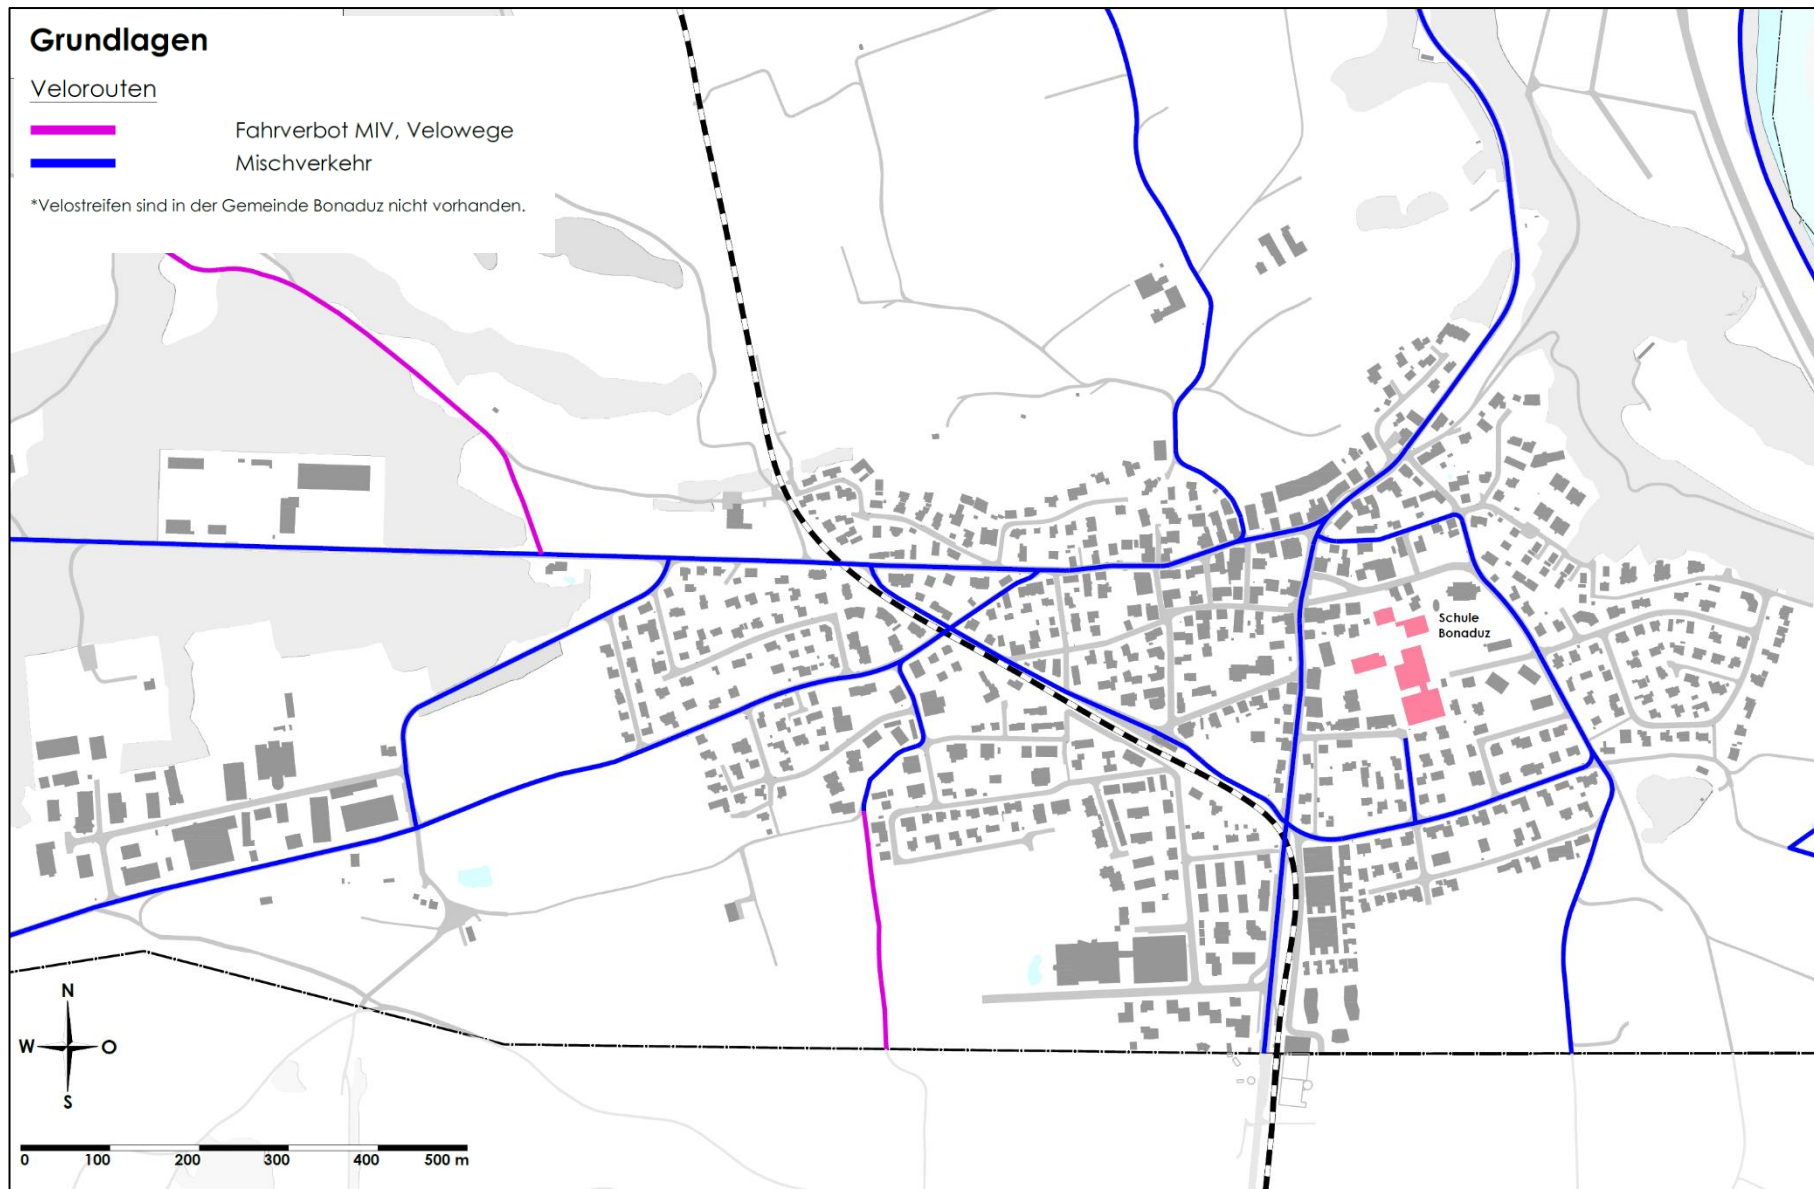 Grundlagen
Velorouten
Fahrverbot MIV, Velowege
Mischverkehr
*Velostreifen sind in der Gemeinde Bonaduz nicht vorhanden.
Schule
Bonaduz
N
W O
S
0 100 200 300 400 500 m